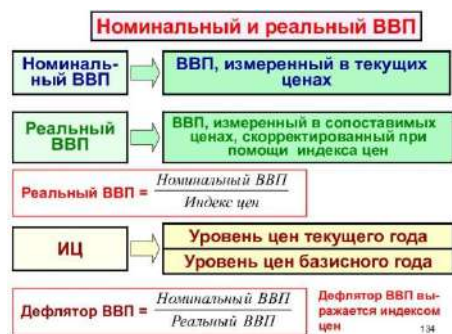 Номинальный и реальный ВВП
Номиналь-
ный ВВП
ВВП, измеренный в текущих
ценах
Реальный
ВВП
ВВП, измеренный в сопоставимых
ценах, скорректированный при
помощи индекса цен
Реальный ВВП = Номинальный ВВП
Индекс цен
ИЦ
Уровень цен текущего года
Уровень цен базисного года
Дефлятор ВВП = Номинальный ВВП
Реальный ВВП
Дефлятор ВВП вы-
ражается индексом
цен
134